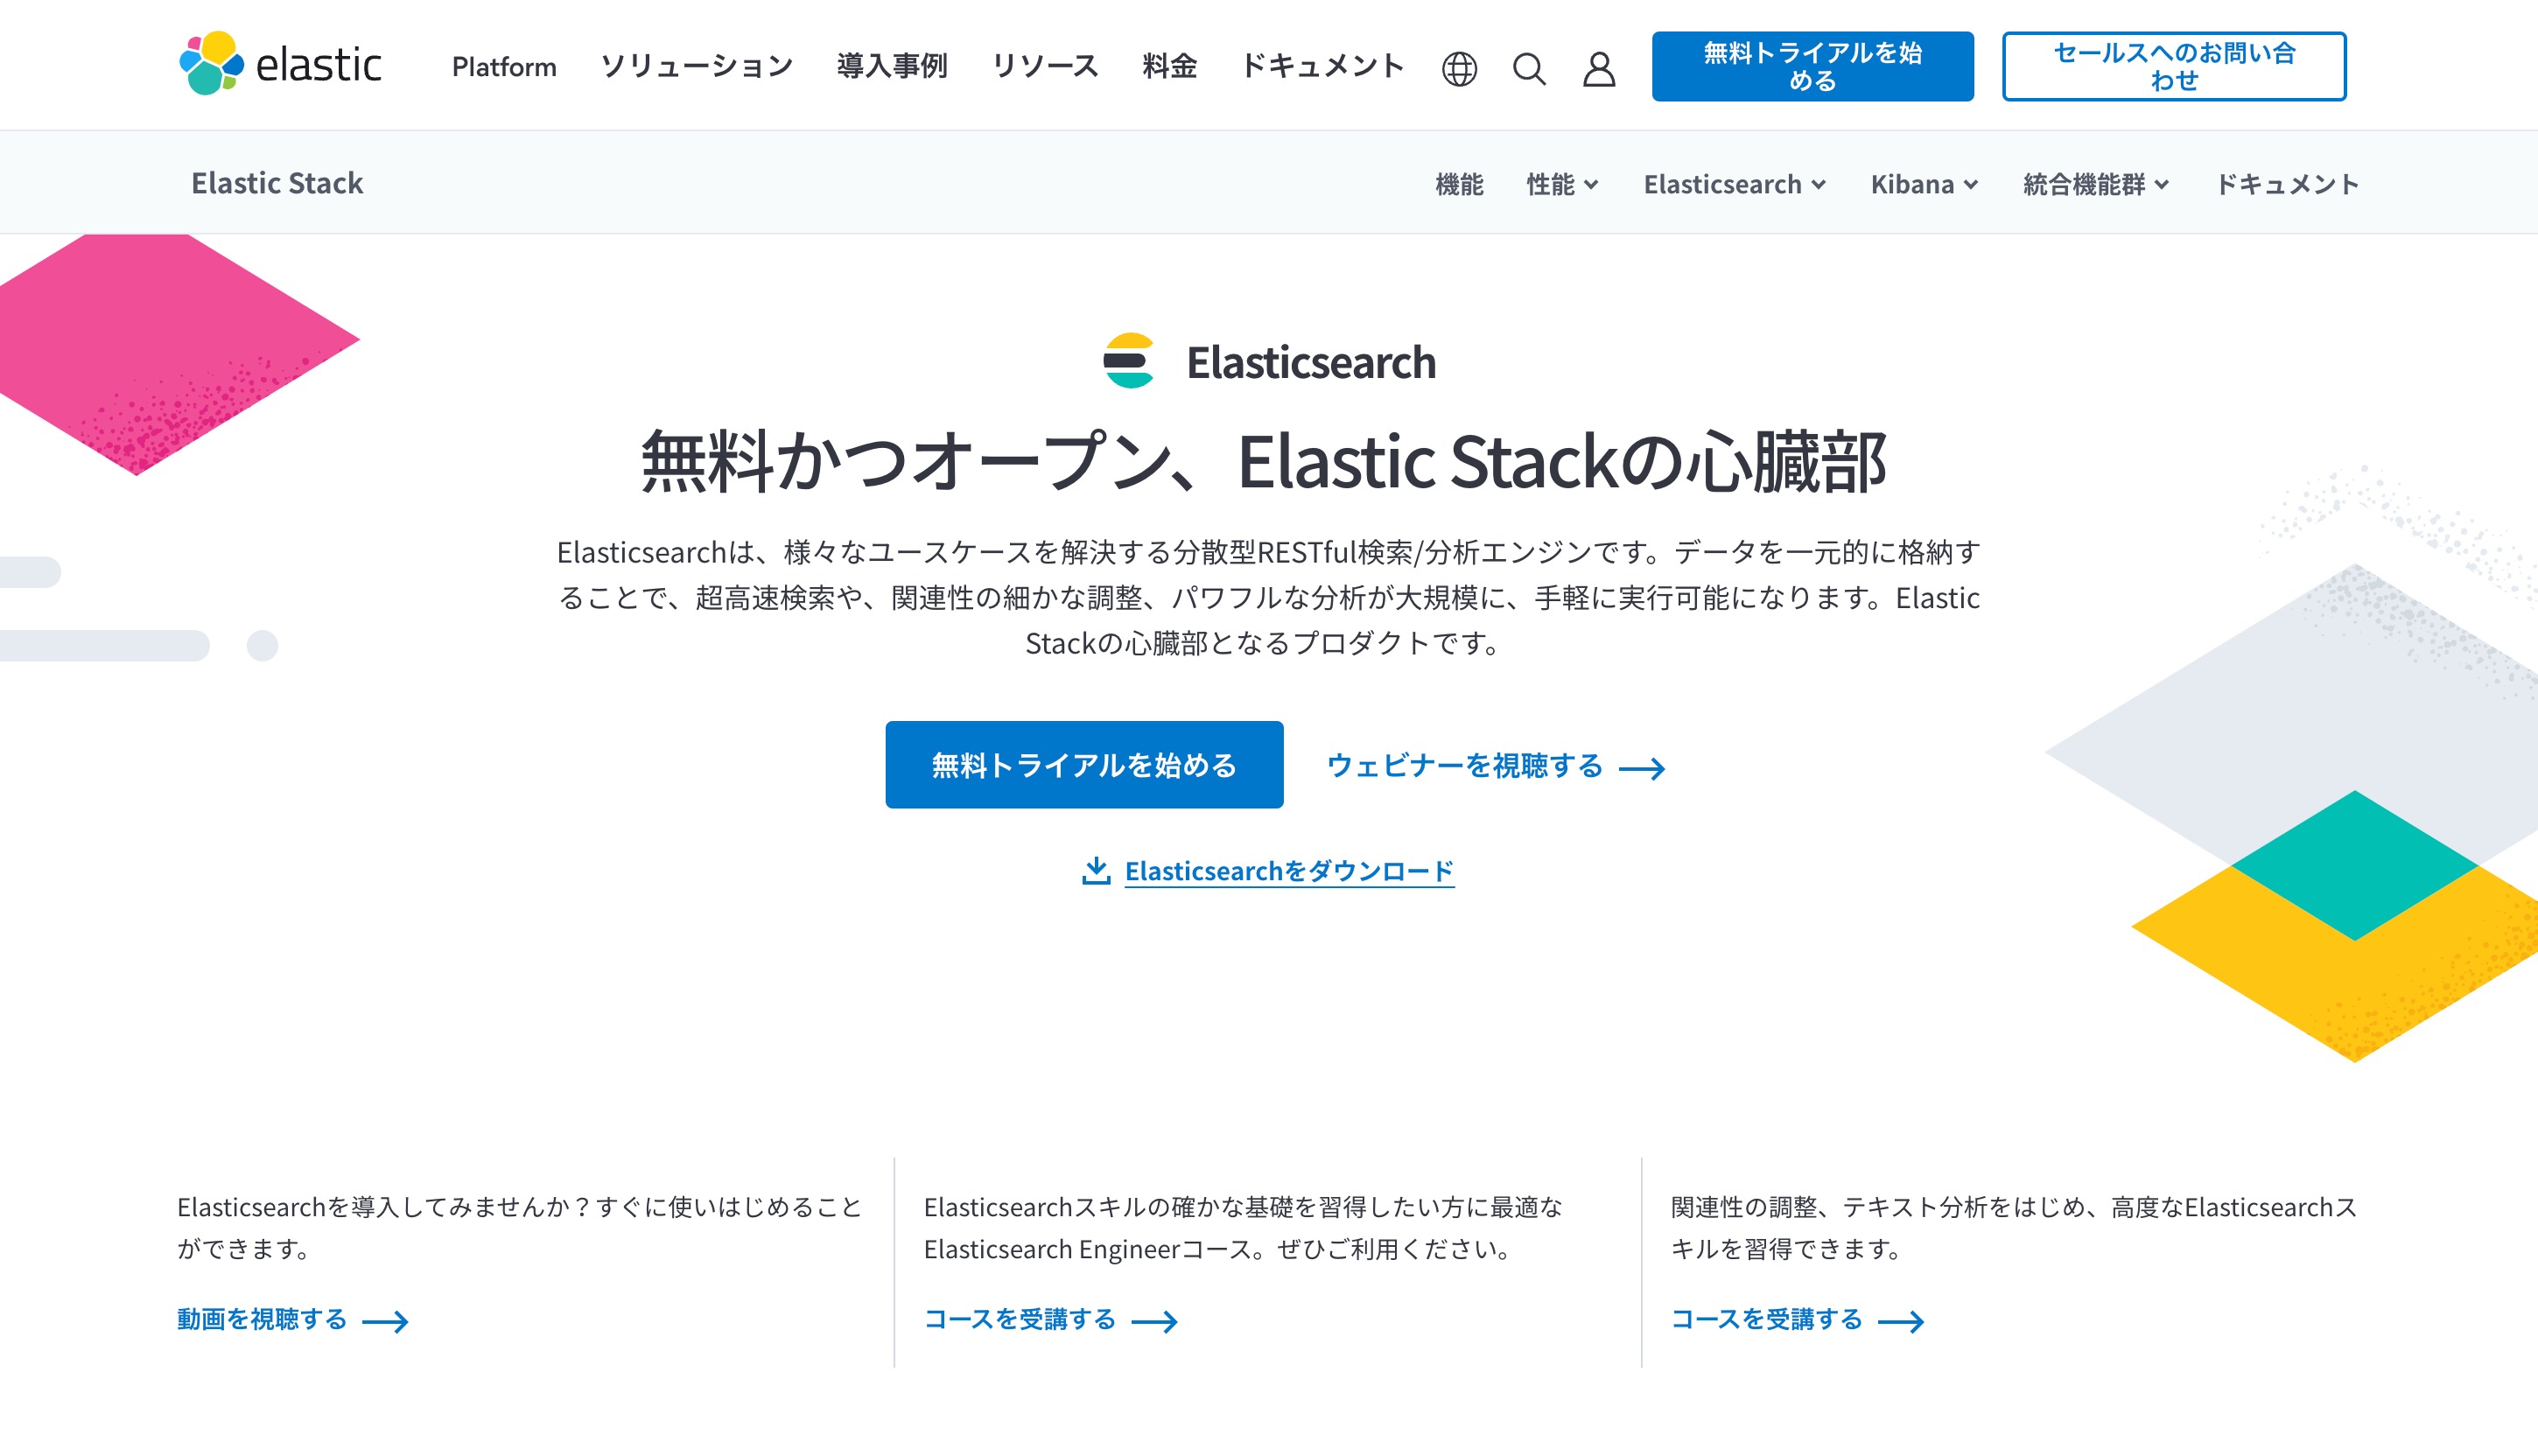 elastic
Platform ソリューション 導入事例 リソース 料金 ドキュメント
無料トライアルを始
める
セールスへのお問い合
わせ
Elastic Stack
機能 性能 Elasticsearch Kibana 統合機能群 ドキュメント
Elasticsearch
無料かつオープン、Elastic Stackの心臓部
Elasticsearchは、様々なユースケースを解決する分散型RESTful検索/分析エンジンです。データを一元的に格納す
ることで、超高速検索や、関連性の細かな調整、パワフルな分析が大規模に、手軽に実行可能になります。Elastic
Stackの心臓部となるプロダクトです。
無料トライアルを始める
ウェビナーを視聴する
Elasticsearchをダウンロード
Elasticsearchを導入してみませんか？すぐに使いはじめること
ができます。
動画を視聴する
Elasticsearchスキルの確かな基礎を習得したい方に最適な
Elasticsearch Engineerコース。ぜひご利用ください。
コースを受講する
関連性の調整、テキスト分析をはじめ、高度なElasticsearchス
キルを習得できます。
コースを受講する